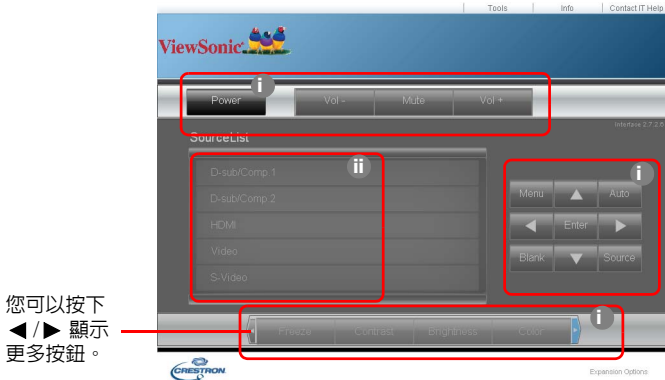 Tools Info Contact IT Help
ViewSonic
i
Power Vol - Mute Vol +
Interface 2.7.2.6
SourceList
ii
i
D-sub/Comp.1
D-sub/Comp.2
HDMI
Video
S-Video
Menu Auto
Enter
Blank Source
您可以按下
◀/▶ 顯示
更多按鈕。
i
Freeze Contrast Brightness Color
CRESTRON
Expansion Options